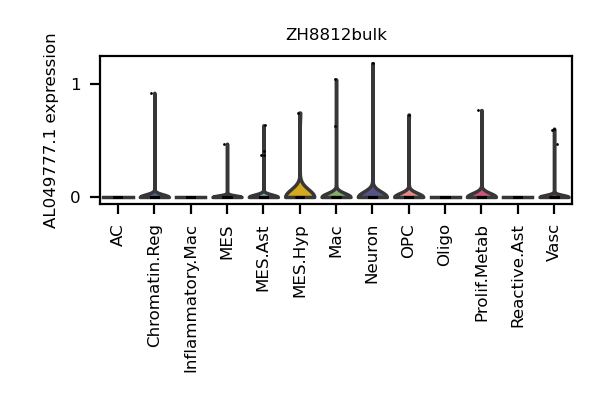 ZH8812bulk
AL049777.1 expression
1
0
AC
Chromatin.Reg
Inflammatory.Mac
MES
MES.Ast
MES.Hyp
Mac
Neuron
OPC
Oligo
Prolif.Metab
Reactive.Ast
Vasc